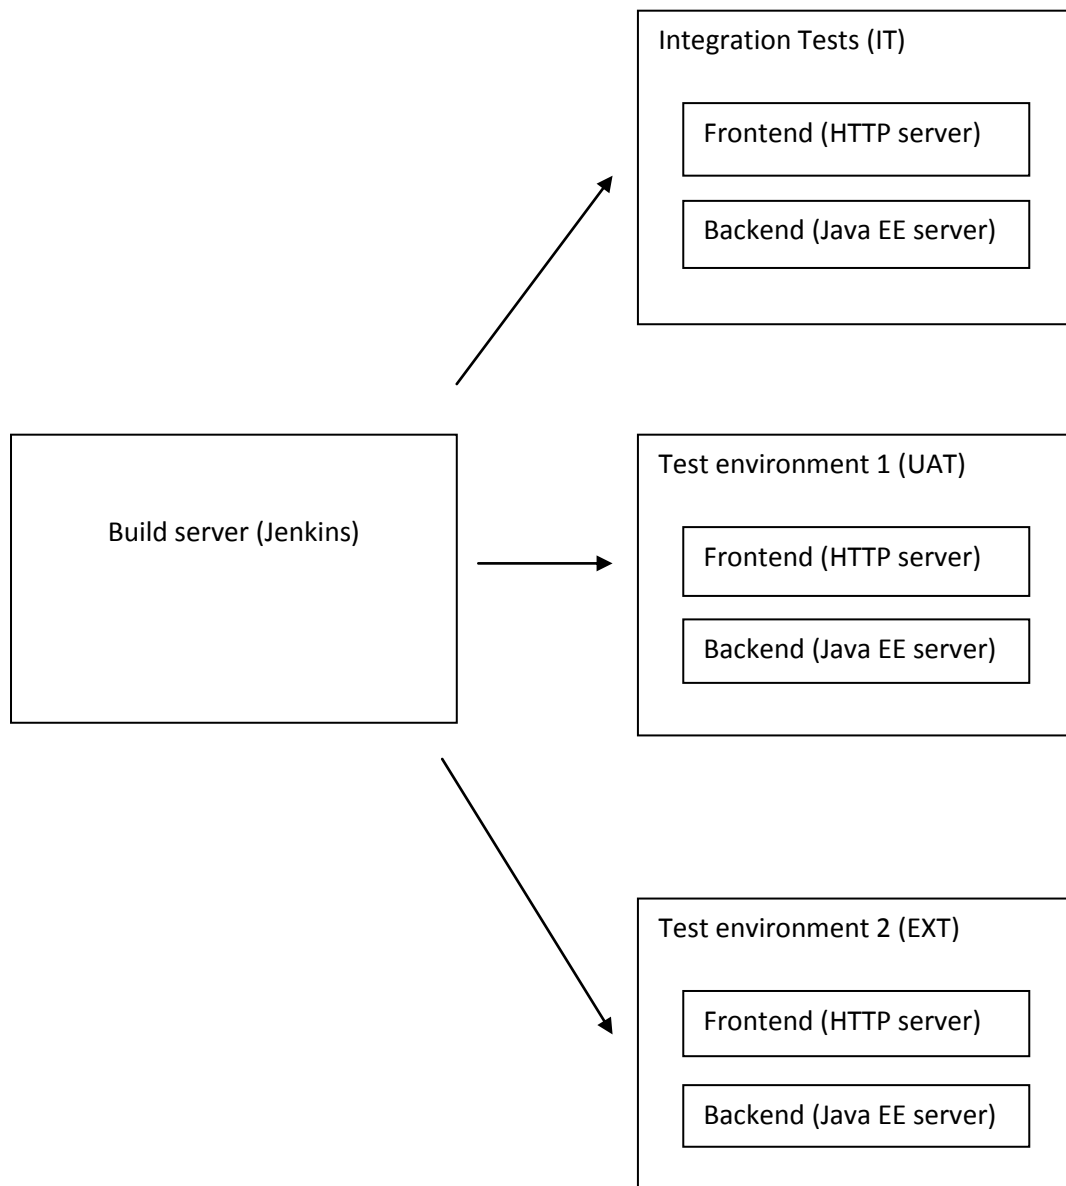 Integration Tests (IT)
Frontend (HTTP server)
Backend (Java EE server)
Build server (Jenkins)
Test environment 1 (UAT)
Frontend (HTTP server)
Backend (Java EE server)
Test environment 2 (EXT)
Frontend (HTTP server)
Backend (Java EE server)